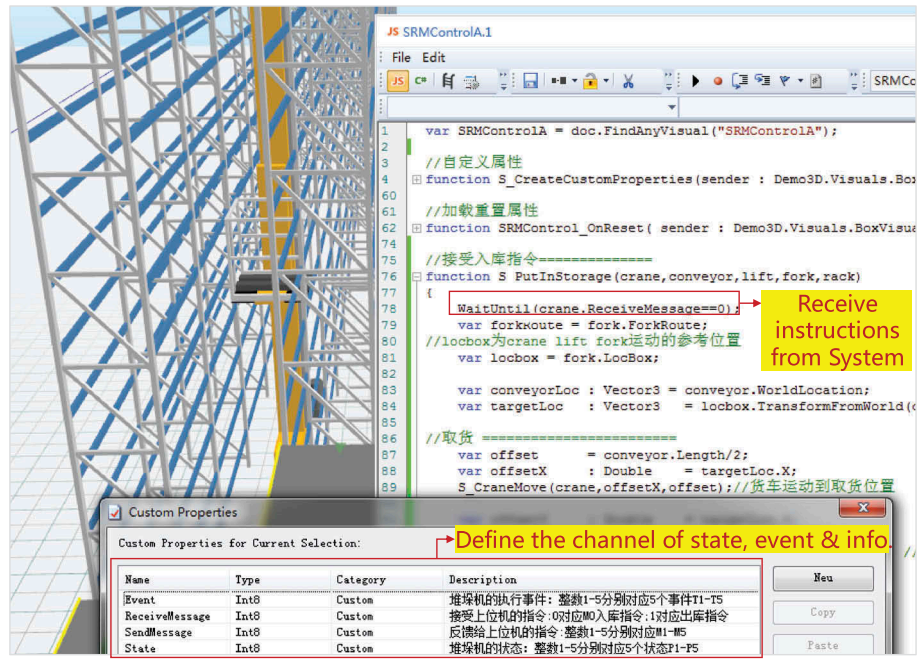 JS SRMControlA.1
File Edit
JS C# SRMCo
1 var SRMControlA = doc.FindAnyVisual("SRMControlA");
2
3 //自定义属性
4 function S_CreateCustomProperties(sender : Demo3D.Visuals.Box
60
61 //加载重置属性
62 function SRMControl_OnReset( sender : Demo3D.Visuals.BoxVisua
74
75 //接受入库指令==============
76 function S PutInStorage(crane,conveyor,lift,fork,rack)
77 {
78 WaitUntil(crane.ReceiveMessage==0);
79 var forkRoute = fork.ForkRoute;
80 //locbox为crane lift fork运动的参考位置
81 var locbox = fork.LocBox;
82
83 var conveyorLoc : Vector3 = conveyor.WorldLocation;
84 var targetLoc : Vector3 = locbox.TransformFromWorld(c
85
86 //取货 ========================
87 var offset = conveyor.Length/2;
88 var offsetX : Double = targetLoc.X;
89 S_CraneMove(crane,offsetX,offset);//货车运动到取货位置
Receive
instructions
from System
Custom Properties
Custom Properties for Current Selection:
Define the channel of state, event & info.
//
Name Type Category Description
Event Int8 Custom 堆垛机的执行事件: 整数1-5分别对应5个事件T1-T5
ReceiveMessage Int8 Custom 接受上位机的指令:0对应M0入库指令;1对应出库指令
SendMessage Int8 Custom 反馈给上位机的指令:整数1-5分别对应M1-M5
State Int8 Custom 堆垛机的状态: 整数1-5分别对应5个状态P1-P5
New
Copy
Paste